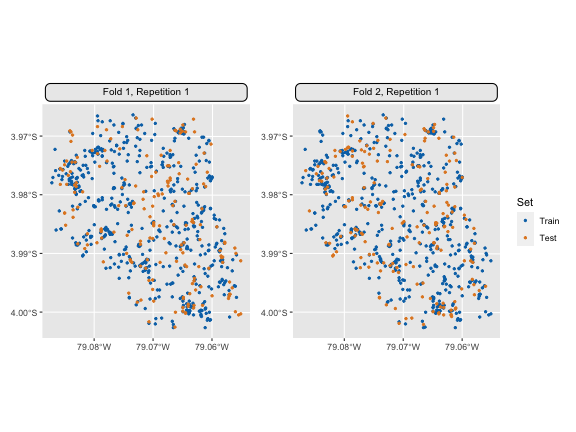 Fold 1, Repetition 1
Fold 2, Repetition 1
3.97°S
3.98°S
3.99°S
4.00°S
79.08°W 79.07°W 79.06°W
3.97°S
3.98°S
3.99°S
4.00°S
79.08°W 79.07°W 79.06°W
Set
Train
Test